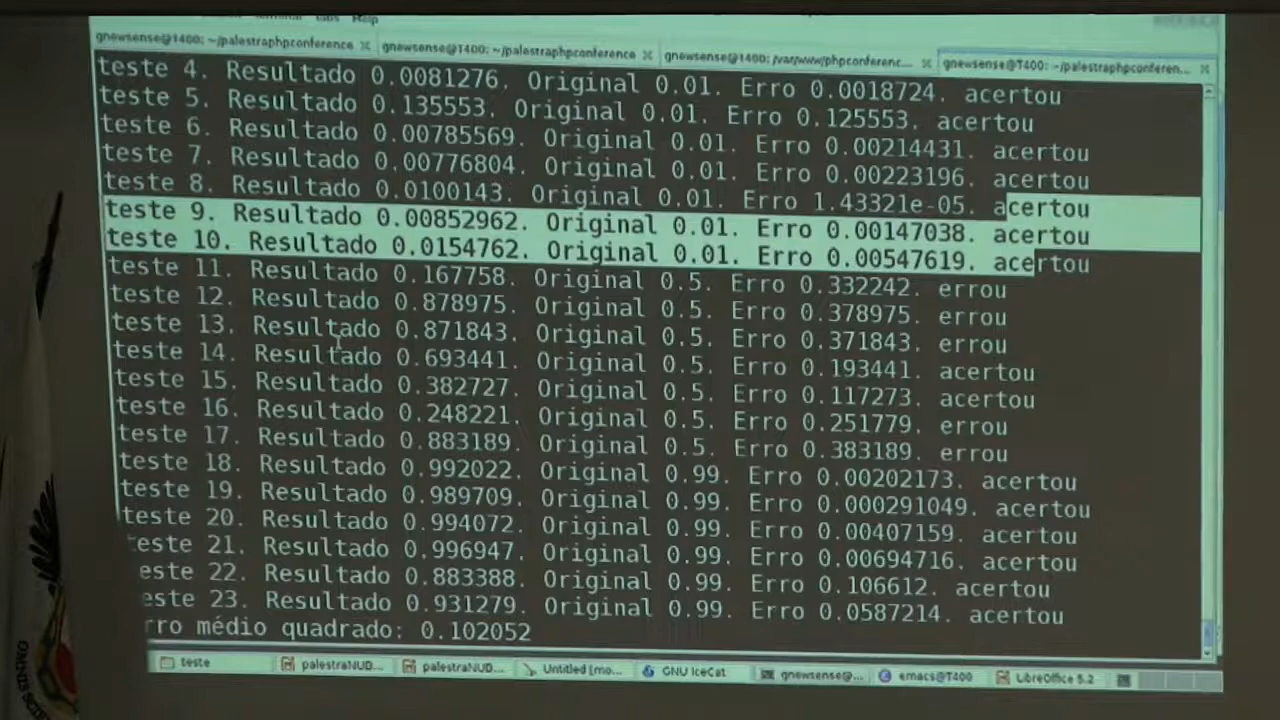 Help
gnewsense@T400: ~/palestraphpconference
gnewsense@T400: ~/palestraphpconference
gnewsense@T400: /var/www/phpconferenc...
gnewsense@T400: ~/palestraphpconferen...
teste 4. Resultado 0.0081276. Original 0.01. Erro 0.0018724. acertou
teste 5. Resultado 0.135553. Original 0.01. Erro 0.125553. acertou
teste 6. Resultado 0.00785569. Original 0.01. Erro 0.00214431. acertou
teste 7. Resultado 0.00776804. Original 0.01. Erro 0.00223196. acertou
teste 8. Resultado 0.0100143. Original 0.01. Erro 1.43321e-05. acertou
teste 9. Resultado 0.00852962. Original 0.01. Erro 0.00147038. acertou
teste 10. Resultado 0.0154762. Original 0.01. Erro 0.00547619. acertou
teste 11. Resultado 0.167758. Original 0.5. Erro 0.332242. errou
teste 12. Resultado 0.878975. Original 0.5. Erro 0.378975. errou
teste 13. Resultado 0.871843. Original 0.5. Erro 0.371843. errou
teste 14. Resultado 0.693441. Original 0.5. Erro 0.193441. acertou
teste 15. Resultado 0.382727. Original 0.5. Erro 0.117273. acertou
teste 16. Resultado 0.248221. Original 0.5. Erro 0.251779. errou
teste 17. Resultado 0.883189. Original 0.5. Erro 0.383189. errou
teste 18. Resultado 0.992022. Original 0.99. Erro 0.00202173. acertou
teste 19. Resultado 0.989709. Original 0.99. Erro 0.000291049. acertou
teste 20. Resultado 0.994072. Original 0.99. Erro 0.00407159. acertou
teste 21. Resultado 0.996947. Original 0.99. Erro 0.00694716. acertou
este 22. Resultado 0.883388. Original 0.99. Erro 0.106612. acertou
este 23. Resultado 0.931279. Original 0.99. Erro 0.0587214. acertou
rro médio quadrado: 0.102052
teste
palestraNUD...
palestraNUD...
Untitled [mo...
GNU IceCat
gnewsense@...
emacs@T400
LibreOffice 5.2